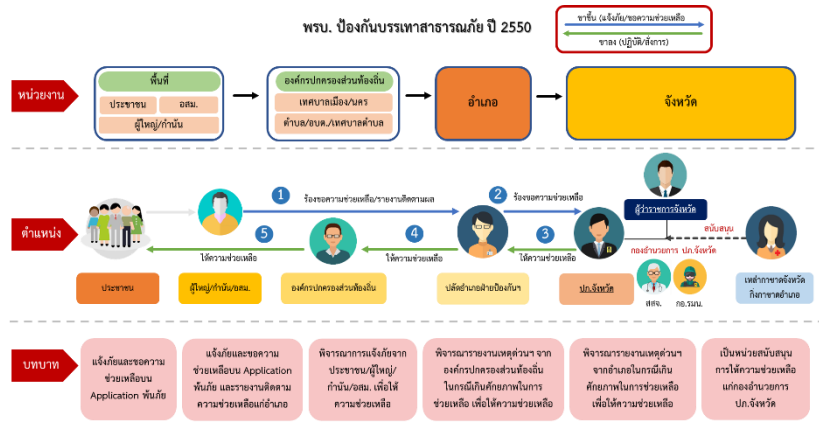 พรบ. ป้องกันบรรเทาสาธารณภัย ปี 2550
ขาขึ้น (แจ้งภัย/ขอความช่วยเหลือ
ขาลง (ปฏิบัติ/สั่งการ)
หน่วยงาน
พื้นที่
ประชาชน
อสม.
ผู้ใหญ่/กำนัน
องค์กรปกครองส่วนท้องถิ่น
เทศบาลเมือง/นคร
ตำบล/อบต./เทศบาลตำบล
อำเภอ
จังหวัด
ตำแหน่ง
1
ร้องขอความช่วยเหลือ/รายงานติดตามผล
2
ร้องขอความช่วยเหลือ
ผู้ว่าราชการจังหวัด
สนับสนุน
5
ให้ความช่วยเหลือ
4
ให้ความช่วยเหลือ
3
ให้ความช่วยเหลือ
กองอำนวยการ ปภ.จังหวัด
สสจ.
กอ.รมน.
ประชาชน
ผู้ใหญ่/กำนัน/อสม.
องค์กรปกครองส่วนท้องถิ่น
ปลัดอำเภอฝ่ายป้องกันฯ
ปภ.จังหวัด
เหล่ากาชาดจังหวัด
กิ่งกาชาดอำเภอ
บทบาท
แจ้งภัยและขอความ
ช่วยเหลือบน
Application พ้นภัย
แจ้งภัยและขอความ
ช่วยเหลือบน Application
พ้นภัย และรายงานติดตาม
ความช่วยเหลือแก่อำเภอ
พิจารณาการแจ้งภัยจาก
ประชาชน/ผู้ใหญ่/
กำนัน/อสม. เพื่อให้
ความช่วยเหลือ
พิจารณารายงานเหตุด่วนฯ จาก
องค์กรปกครองส่วนท้องถิ่น
ในกรณีเกินศักยภาพในการ
ช่วยเหลือ เพื่อให้ความช่วยเหลือ
พิจารณารายงานเหตุด่วนฯ
จากอำเภอในกรณีเกิน
ศักยภาพในการช่วยเหลือ
เพื่อให้ความช่วยเหลือ
เป็นหน่วยสนับสนุน
การให้ความช่วยเหลือ
แก่กองอำนวยการ
ปภ.จังหวัด